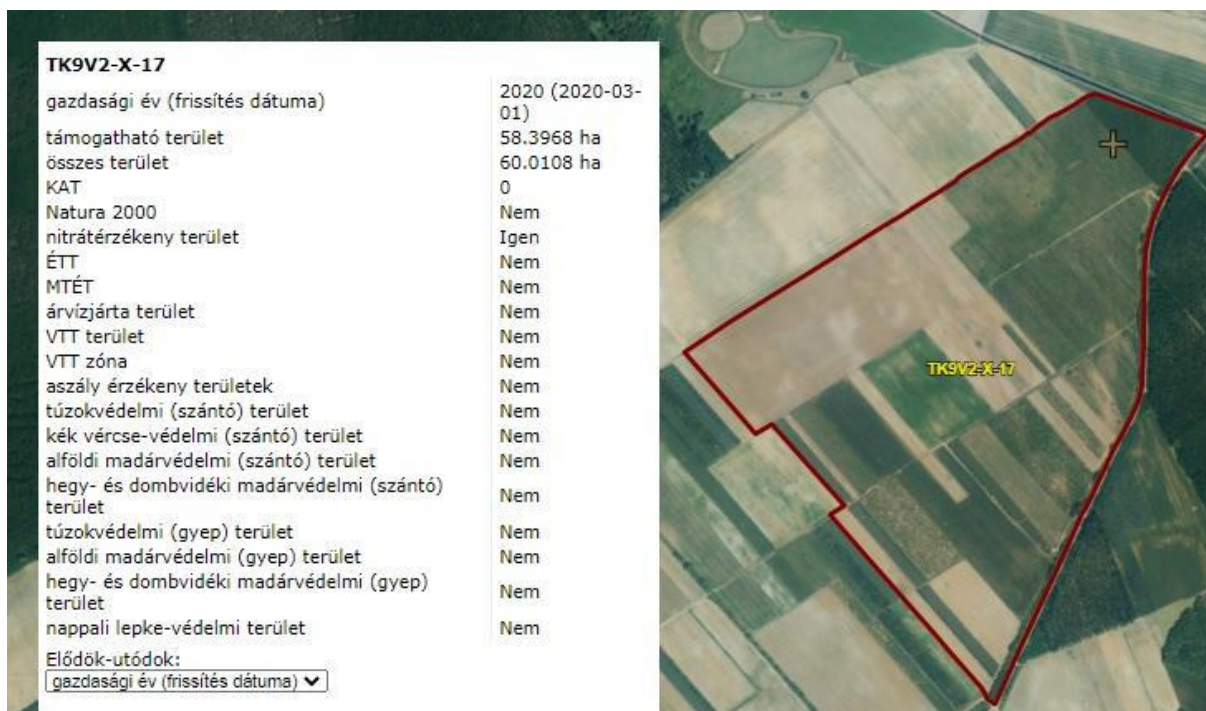 TK9V2-X-17
gazdasági év (frissítés dátuma) 2020 (2020-03-
01)
támogatható terület 58.3968 ha
összes terület 60.0108 ha
KAT 0
Natura 2000 Nem
nitrátérzékeny terület Igen
ÉTT Nem
MTÉT Nem
árvízjárta terület Nem
VTT terület Nem
VTT zóna Nem
aszály érzékeny területek Nem
túzokvédelmi (szántó) terület Nem
kék vércse-védelmi (szántó) terület Nem
alföldi madárvédelmi (szántó) terület Nem
hegy- és dombvidéki madárvédelmi (szántó)
terület Nem
túzokvédelmi (gyep) terület Nem
alföldi madárvédelmi (gyep) terület Nem
hegy- és dombvidéki madárvédelmi (gyep)
terület Nem
nappali lepke-védelmi terület Nem
Elődök-utódok:
gazdasági év (frissítés dátuma)
TK9V2-X-17